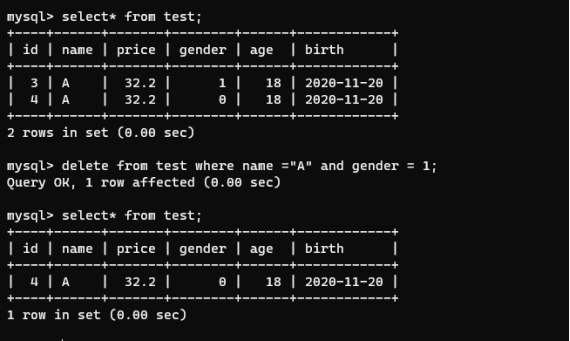 mysql> select* from test;
+----+------+-------+--------+------+------------+
| id | name | price | gender | age  | birth      |
+----+------+-------+--------+------+------------+
|  3 | A    |  32.2 |      1 |   18 | 2020-11-20 |
|  4 | A    |  32.2 |      0 |   18 | 2020-11-20 |
+----+------+-------+--------+------+------------+
2 rows in set (0.00 sec)
mysql> delete from test where name ="A" and gender = 1;
Query OK, 1 row affected (0.00 sec)
mysql> select* from test;
+----+------+-------+--------+------+------------+
| id | name | price | gender | age  | birth      |
+----+------+-------+--------+------+------------+
|  4 | A    |  32.2 |      0 |   18 | 2020-11-20 |
+----+------+-------+--------+------+------------+
1 row in set (0.00 sec)